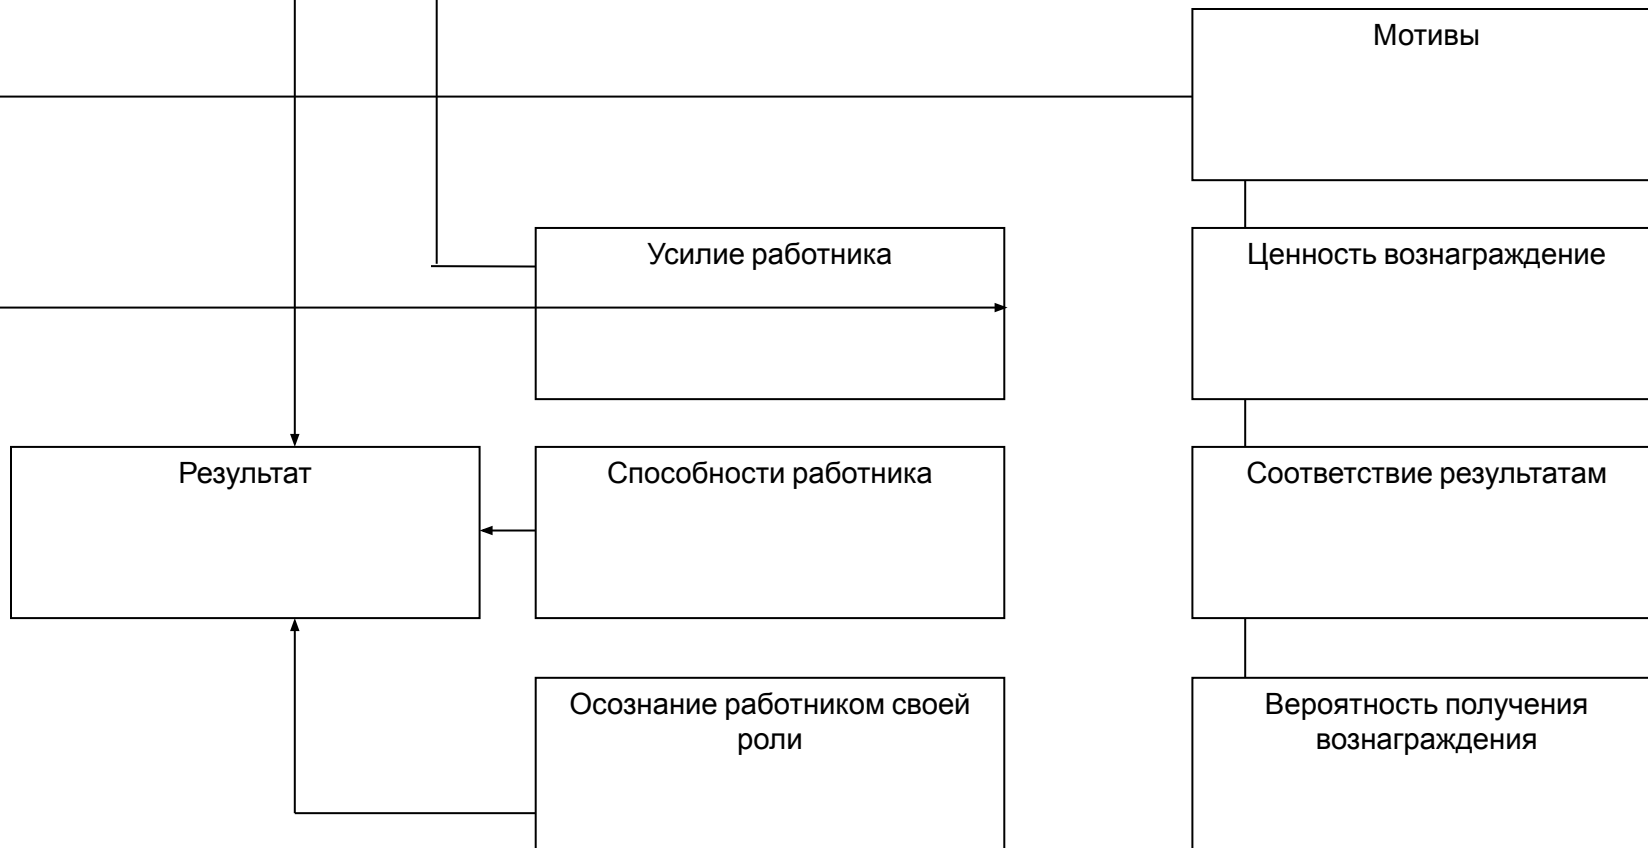 Мотивы
Усилие работника
Ценность вознаграждение
Результат
Способности работника
Соответствие результатам
Осознание работником своей
роли
Вероятность получения
вознаграждения